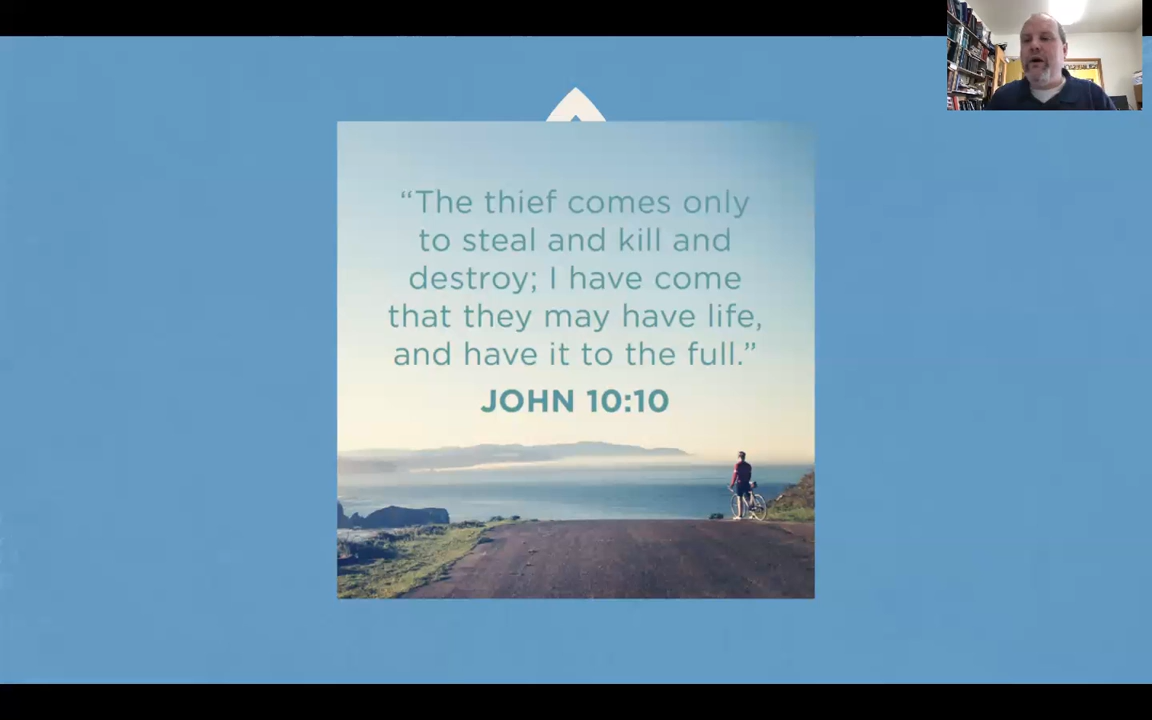 “The thief comes only
to steal and kill and
destroy; I have come
that they may have life,
and have it to the full.”
JOHN 10:10